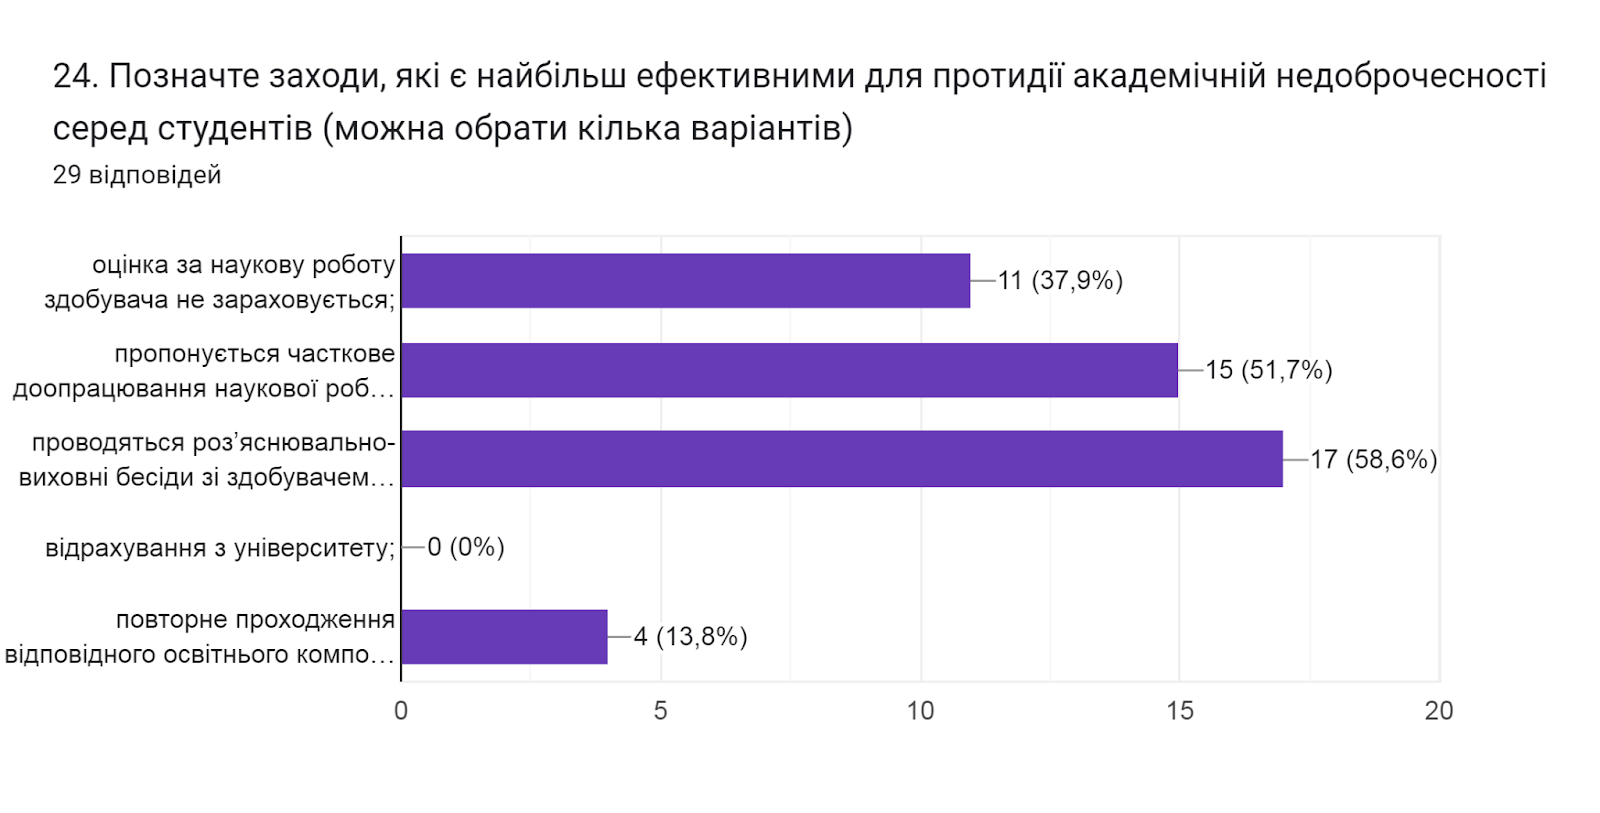 24. Позначте заходи, які є найбільш ефективними для протидії академічній недоброчесності
серед студентів (можна обрати кілька варіантів)
29 відповідей
оцінка за наукову роботу
здобувача не зараховується;
11 (37,9%)
пропонується часткове
доопрацювання наукової роб…
15 (51,7%)
проводяться роз’яснювально-
виховні бесіди зі здобувачем…
17 (58,6%)
відрахування з університету;
0 (0%)
повторне проходження
відповідного освітнього компо…
4 (13,8%)
0 5 10 15 20